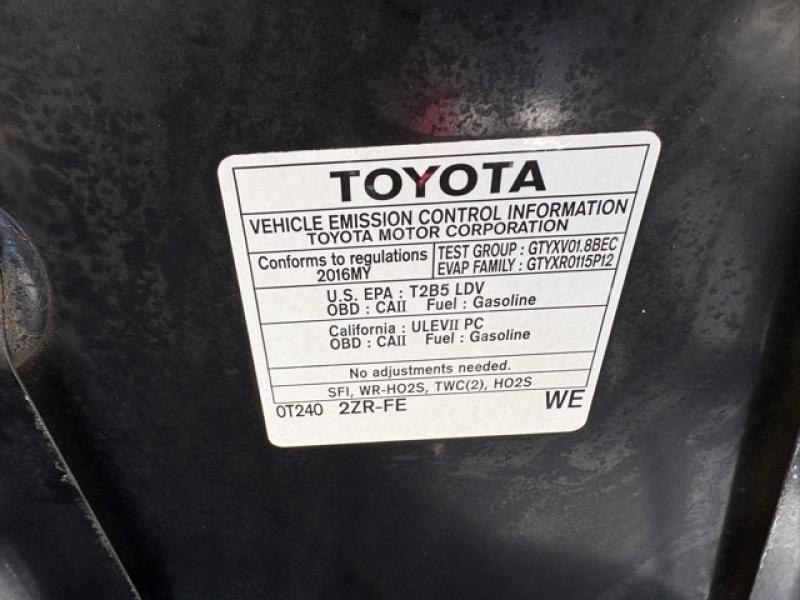 TOYOTA
VEHICLE EMISSION CONTROL INFORMATION
TOYOTA MOTOR CORPORATION
Conforms to regulations
2016MY
TEST GROUP : GTYXV01.8BEC
EVAP FAMILY : GTYXR0115P12
U.S. EPA : T2B5 LDV
OBD : CAII Fuel : Gasoline
California : ULEVII PC
OBD : CAII Fuel : Gasoline
No adjustments needed.
SFI, WR-HO2S, TWC(2), HO2S
0T240 2ZR-FE WE